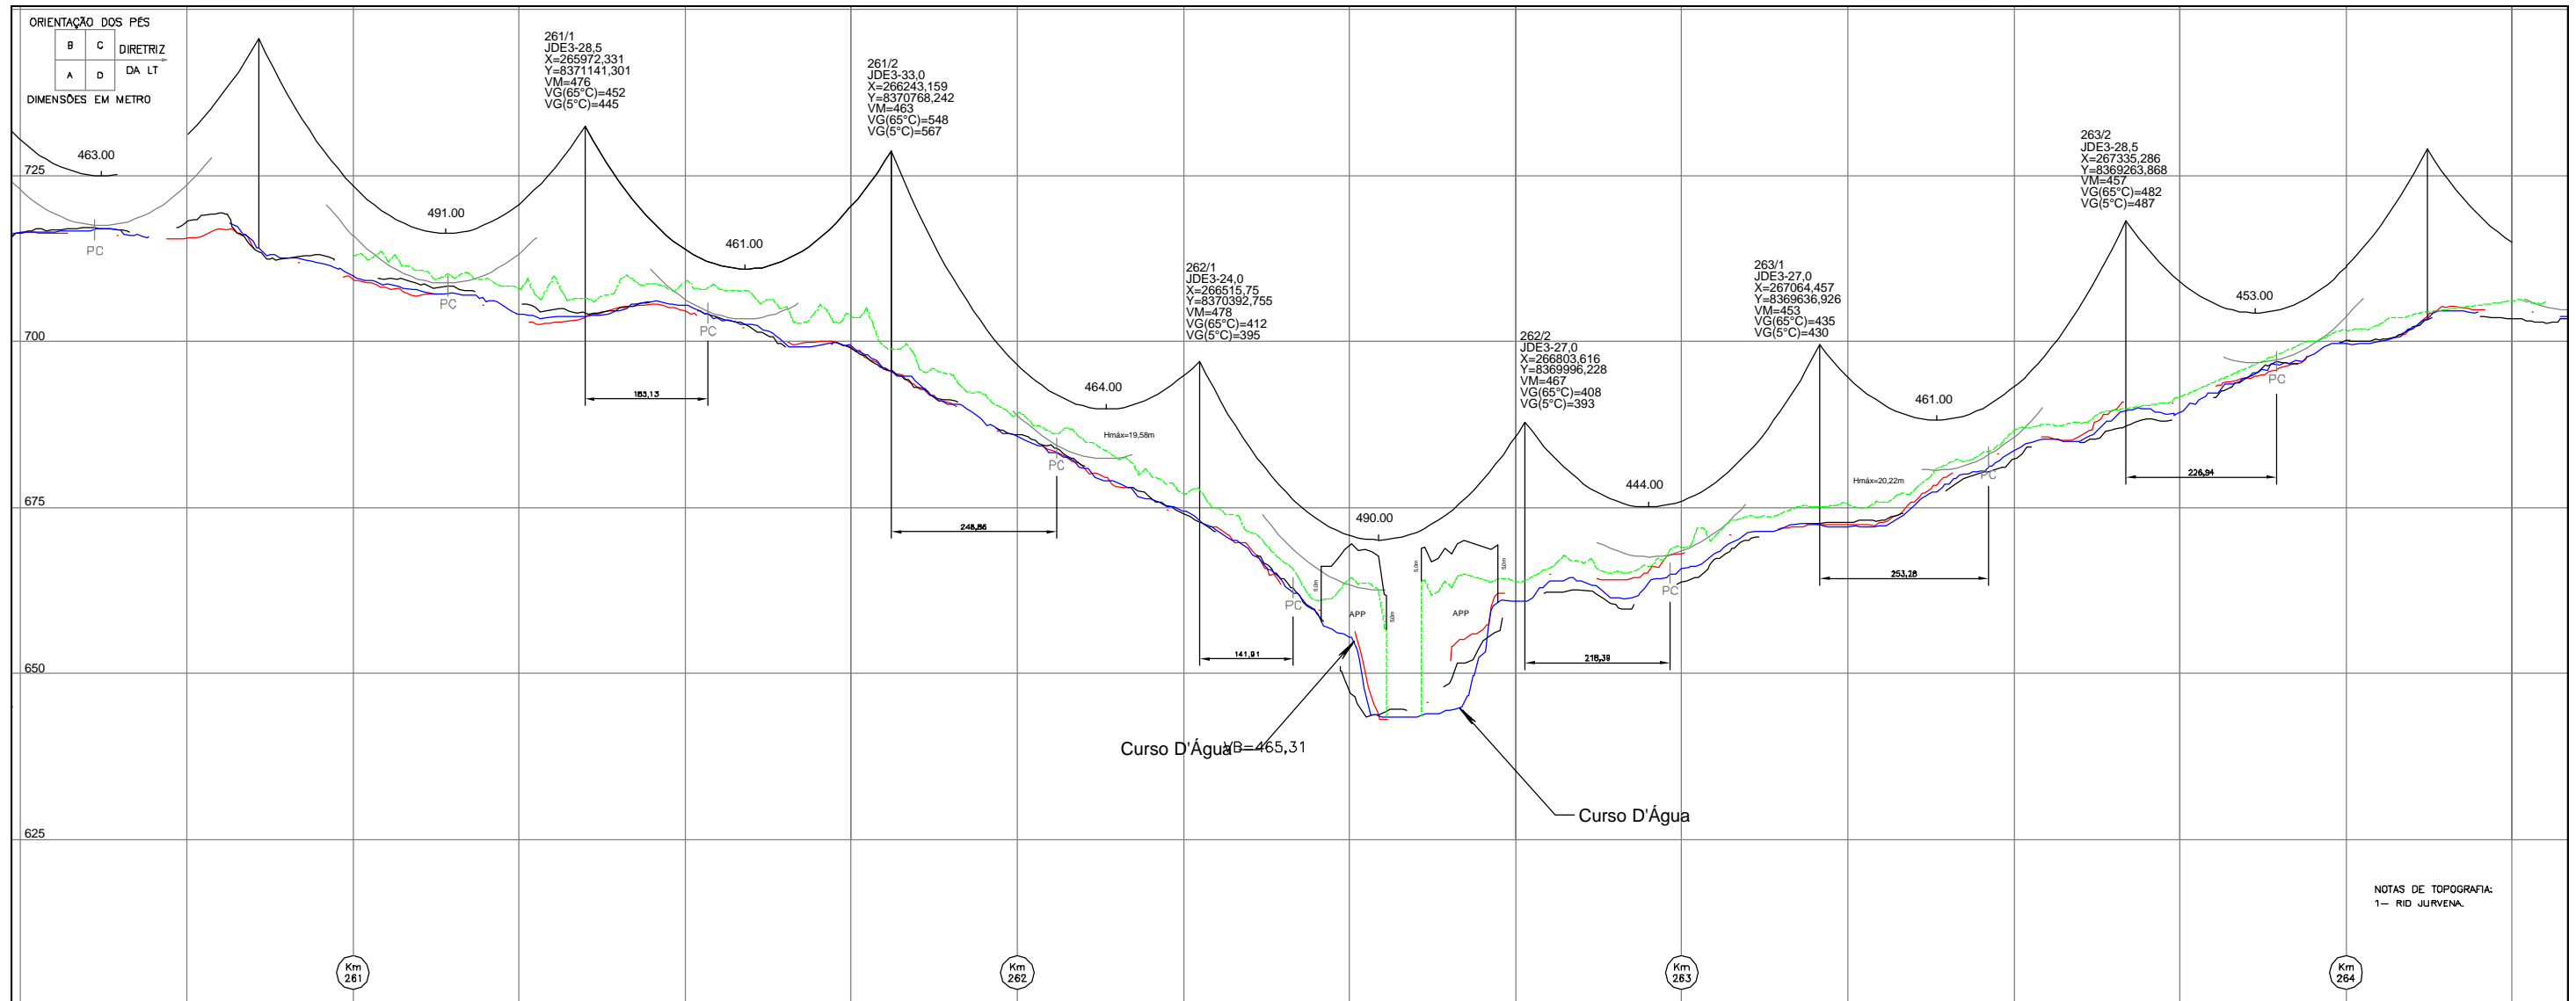 ORIENTAÇÃO DOS PÉS
B C
DIRETRIZ
A D
DA LT
DIMENSÕES EM METRO
463.00
725
700
675
650
625
PC
491.00
PC
261/1
JDE3-28,5
X=265972,331
Y=8371141,301
VM=476
VG(65°C)=452
VG(5°C)=445
461.00
PC
183,13
261/2
JDE3-33,0
X=266243,159
Y=8370768,242
VM=463
VG(65°C)=548
VG(5°C)=567
464.00
Hmáx=19,58m
PC
248,86
262/1
JDE3-24,0
X=266515,75
Y=8370392,755
VM=478
VG(65°C)=412
VG(5°C)=395
490.00
PC
141,91
5,0m
APP
5,0m
5,0m
APP
5,0m
Curso D'Água
VB=465,31
Curso D'Água
262/2
JDE3-27,0
X=266803,616
Y=8369996,228
VM=467
VG(65°C)=408
VG(5°C)=393
444.00
PC
218,39
263/1
JDE3-27,0
X=267064,457
Y=8369636,926
VM=453
VG(65°C)=435
VG(5°C)=430
461.00
Hmáx=20,22m
PC
253,28
263/2
JDE3-28,5
X=267335,286
Y=8369263,868
VM=457
VG(65°C)=482
VG(5°C)=487
453.00
PC
226,94
NOTAS DE TOPOGRAFIA:
1— RIO JURVENA.
Km
261
Km
262
Km
263
Km
264